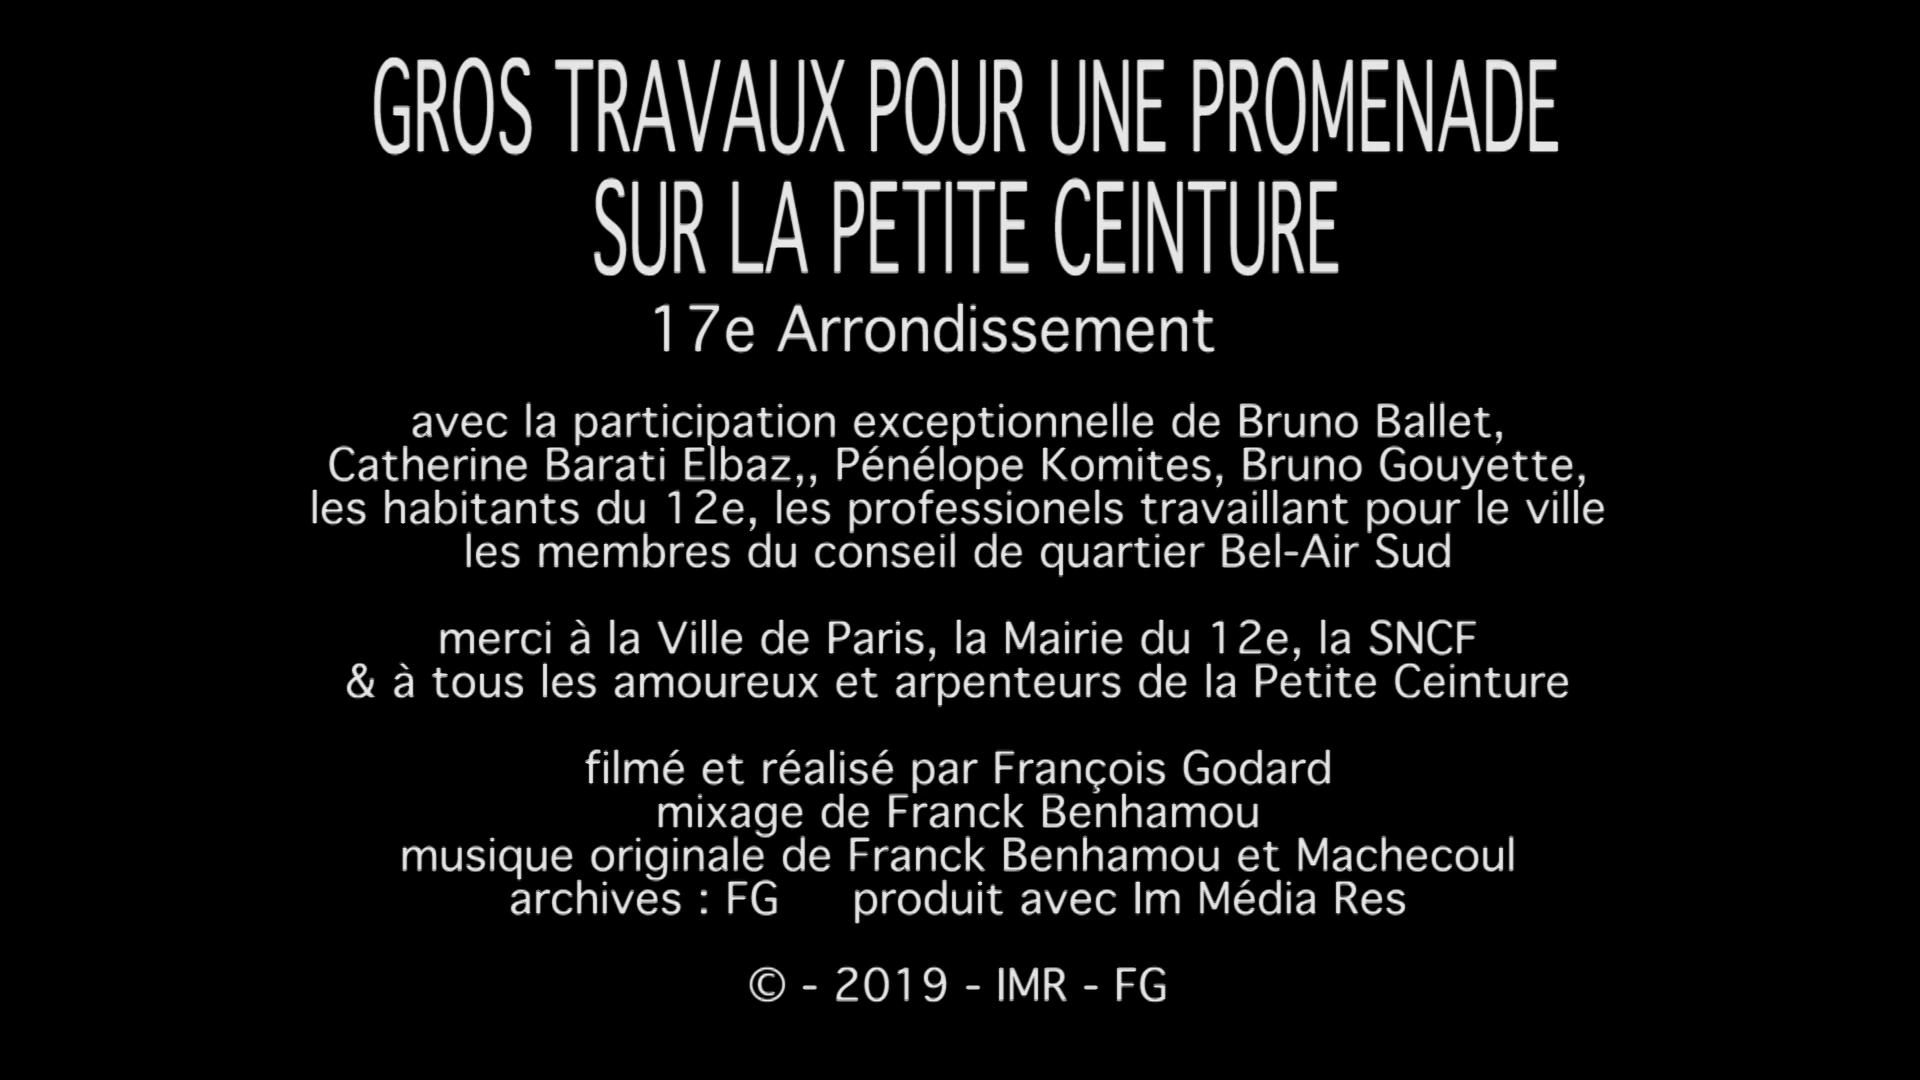 GROS TRAVAUX POUR UNE PROMENADE
SUR LA PETITE CEINTURE
17e Arrondissement
avec la participation exceptionnelle de Bruno Ballet,
Catherine Barati Elbaz,, Pénélope Komites, Bruno Gouyette,
les habitants du 12e, les professionels travaillant pour le ville
les membres du conseil de quartier Bel-Air Sud
merci à la Ville de Paris, la Mairie du 12e, la SNCF
& à tous les amoureux et arpenteurs de la Petite Ceinture
filmé et réalisé par François Godard
mixage de Franck Benhamou
musique originale de Franck Benhamou et Machecoul
archives : FG produit avec Im Média Res
© - 2019 - IMR - FG